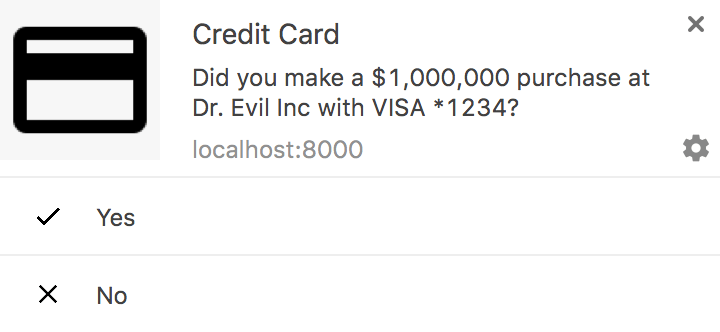 Credit Card
Did you make a $1,000,000 purchase at
Dr. Evil Inc with VISA *1234?
localhost:8000
Yes
No